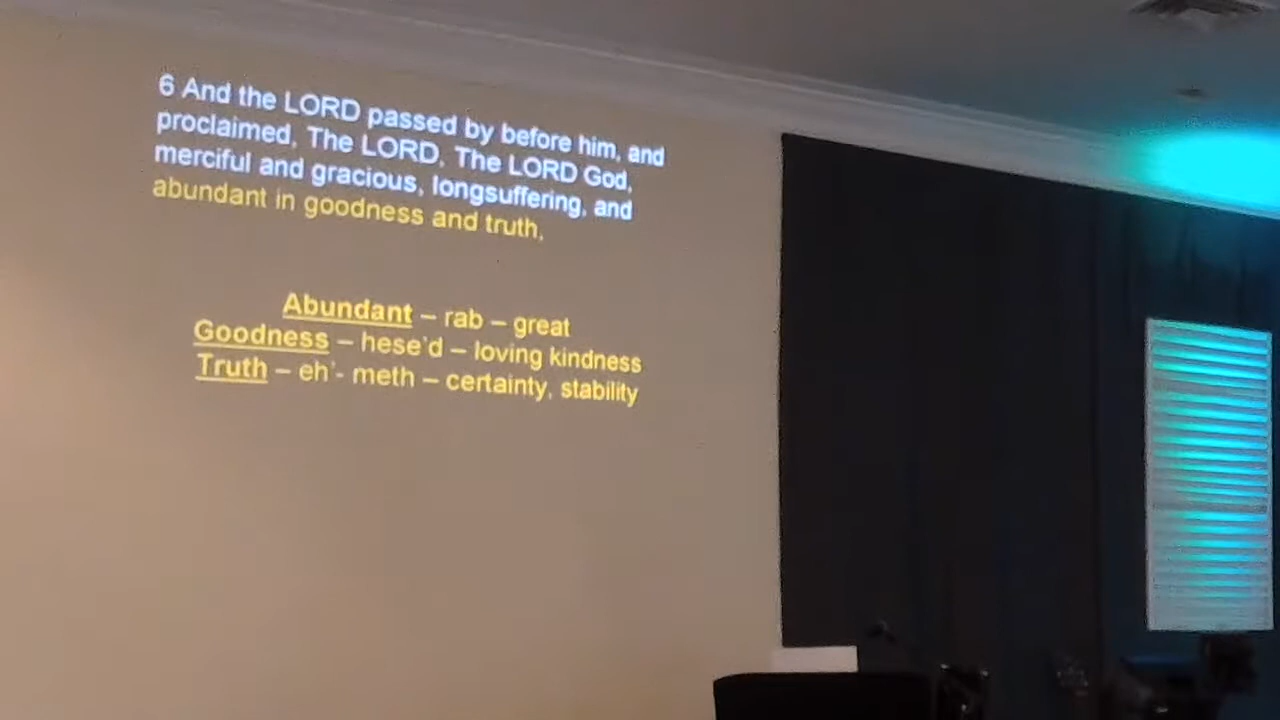 6 And the LORD passed by before him, and
proclaimed, The LORD, The LORD God,
merciful and gracious, longsuffering, and
abundant in goodness and truth,
Abundant – rab – great
Goodness – hese'd – loving kindness
Truth – eh'- meth – certainty, stability